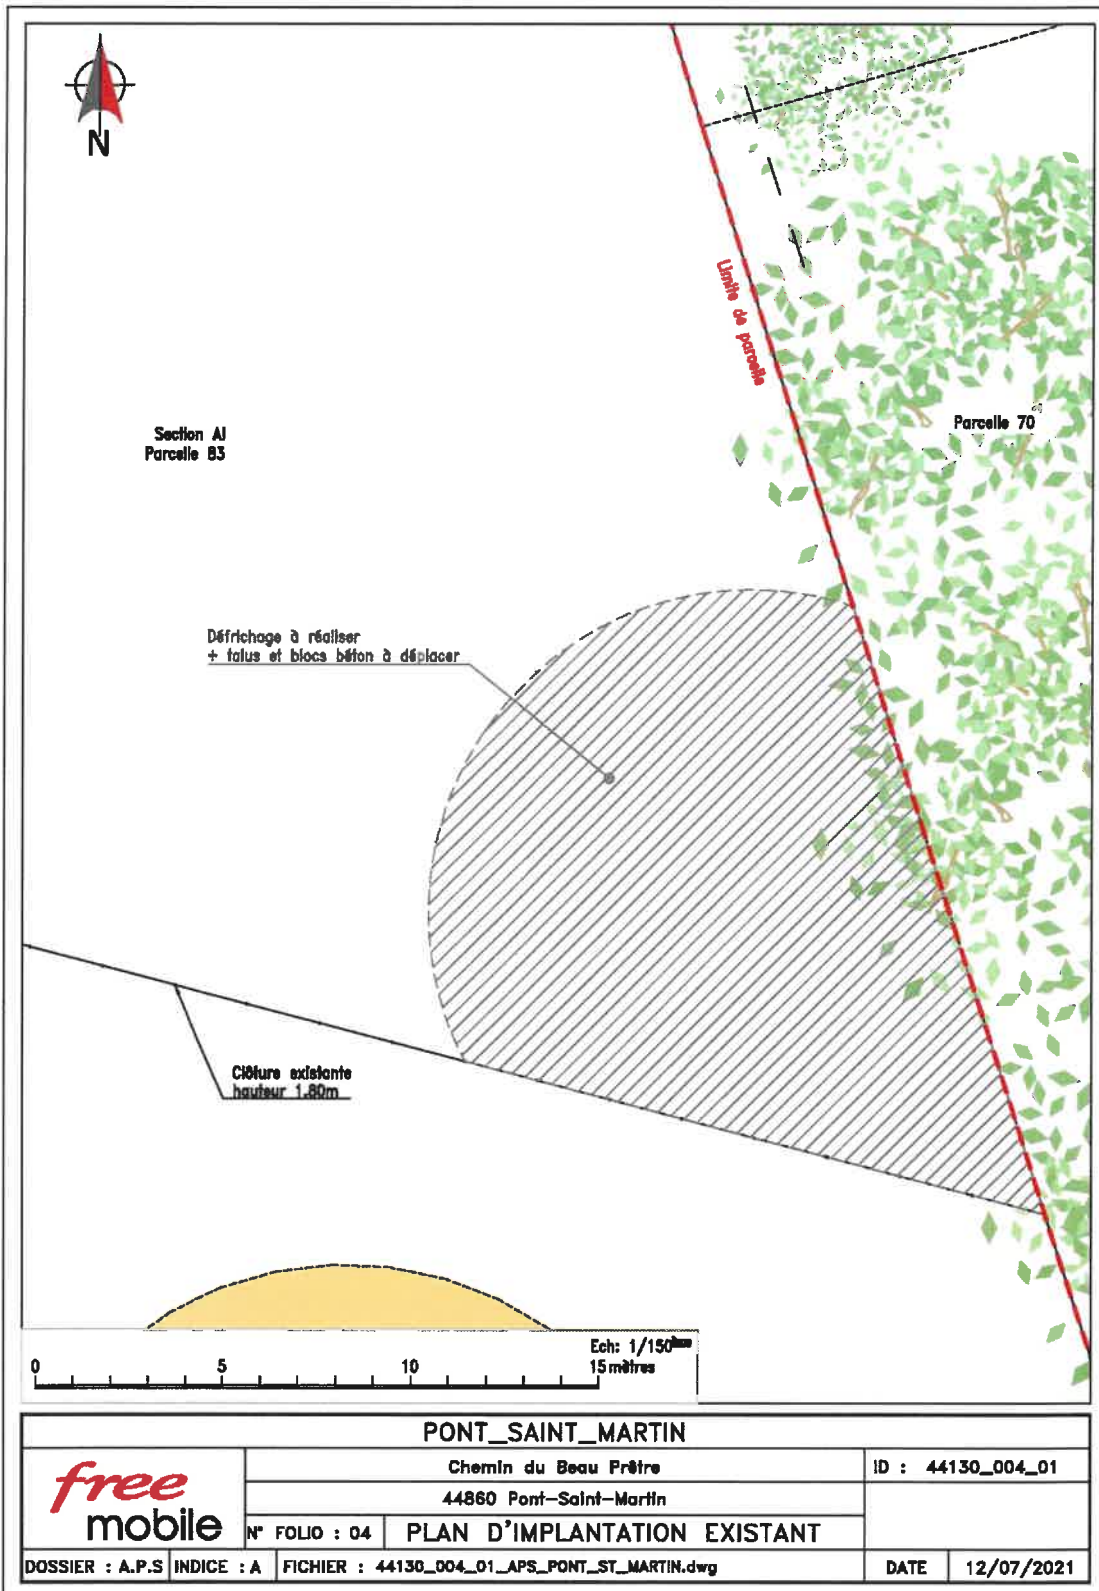 N
Limite de parcelle
Section AI
Parcelle 83
Parcelle 70
Défrichage à réaliser
+ talus et blocs béton à déplacer
Clôture existante
hauteur 1.80m
Ech: 1/150ème
0 5 10 15 mètres
PONT_SAINT_MARTIN
free
mobile
Chemin du Beau Prêtre
ID : 44130_004_01
44860 Pont-Saint-Martin
N° FOLIO : 04
PLAN D'IMPLANTATION EXISTANT
DOSSIER : A.P.S
INDICE : A
FICHIER : 44130_004_01_APS_PONT_ST_MARTIN.dwg
DATE
12/07/2021